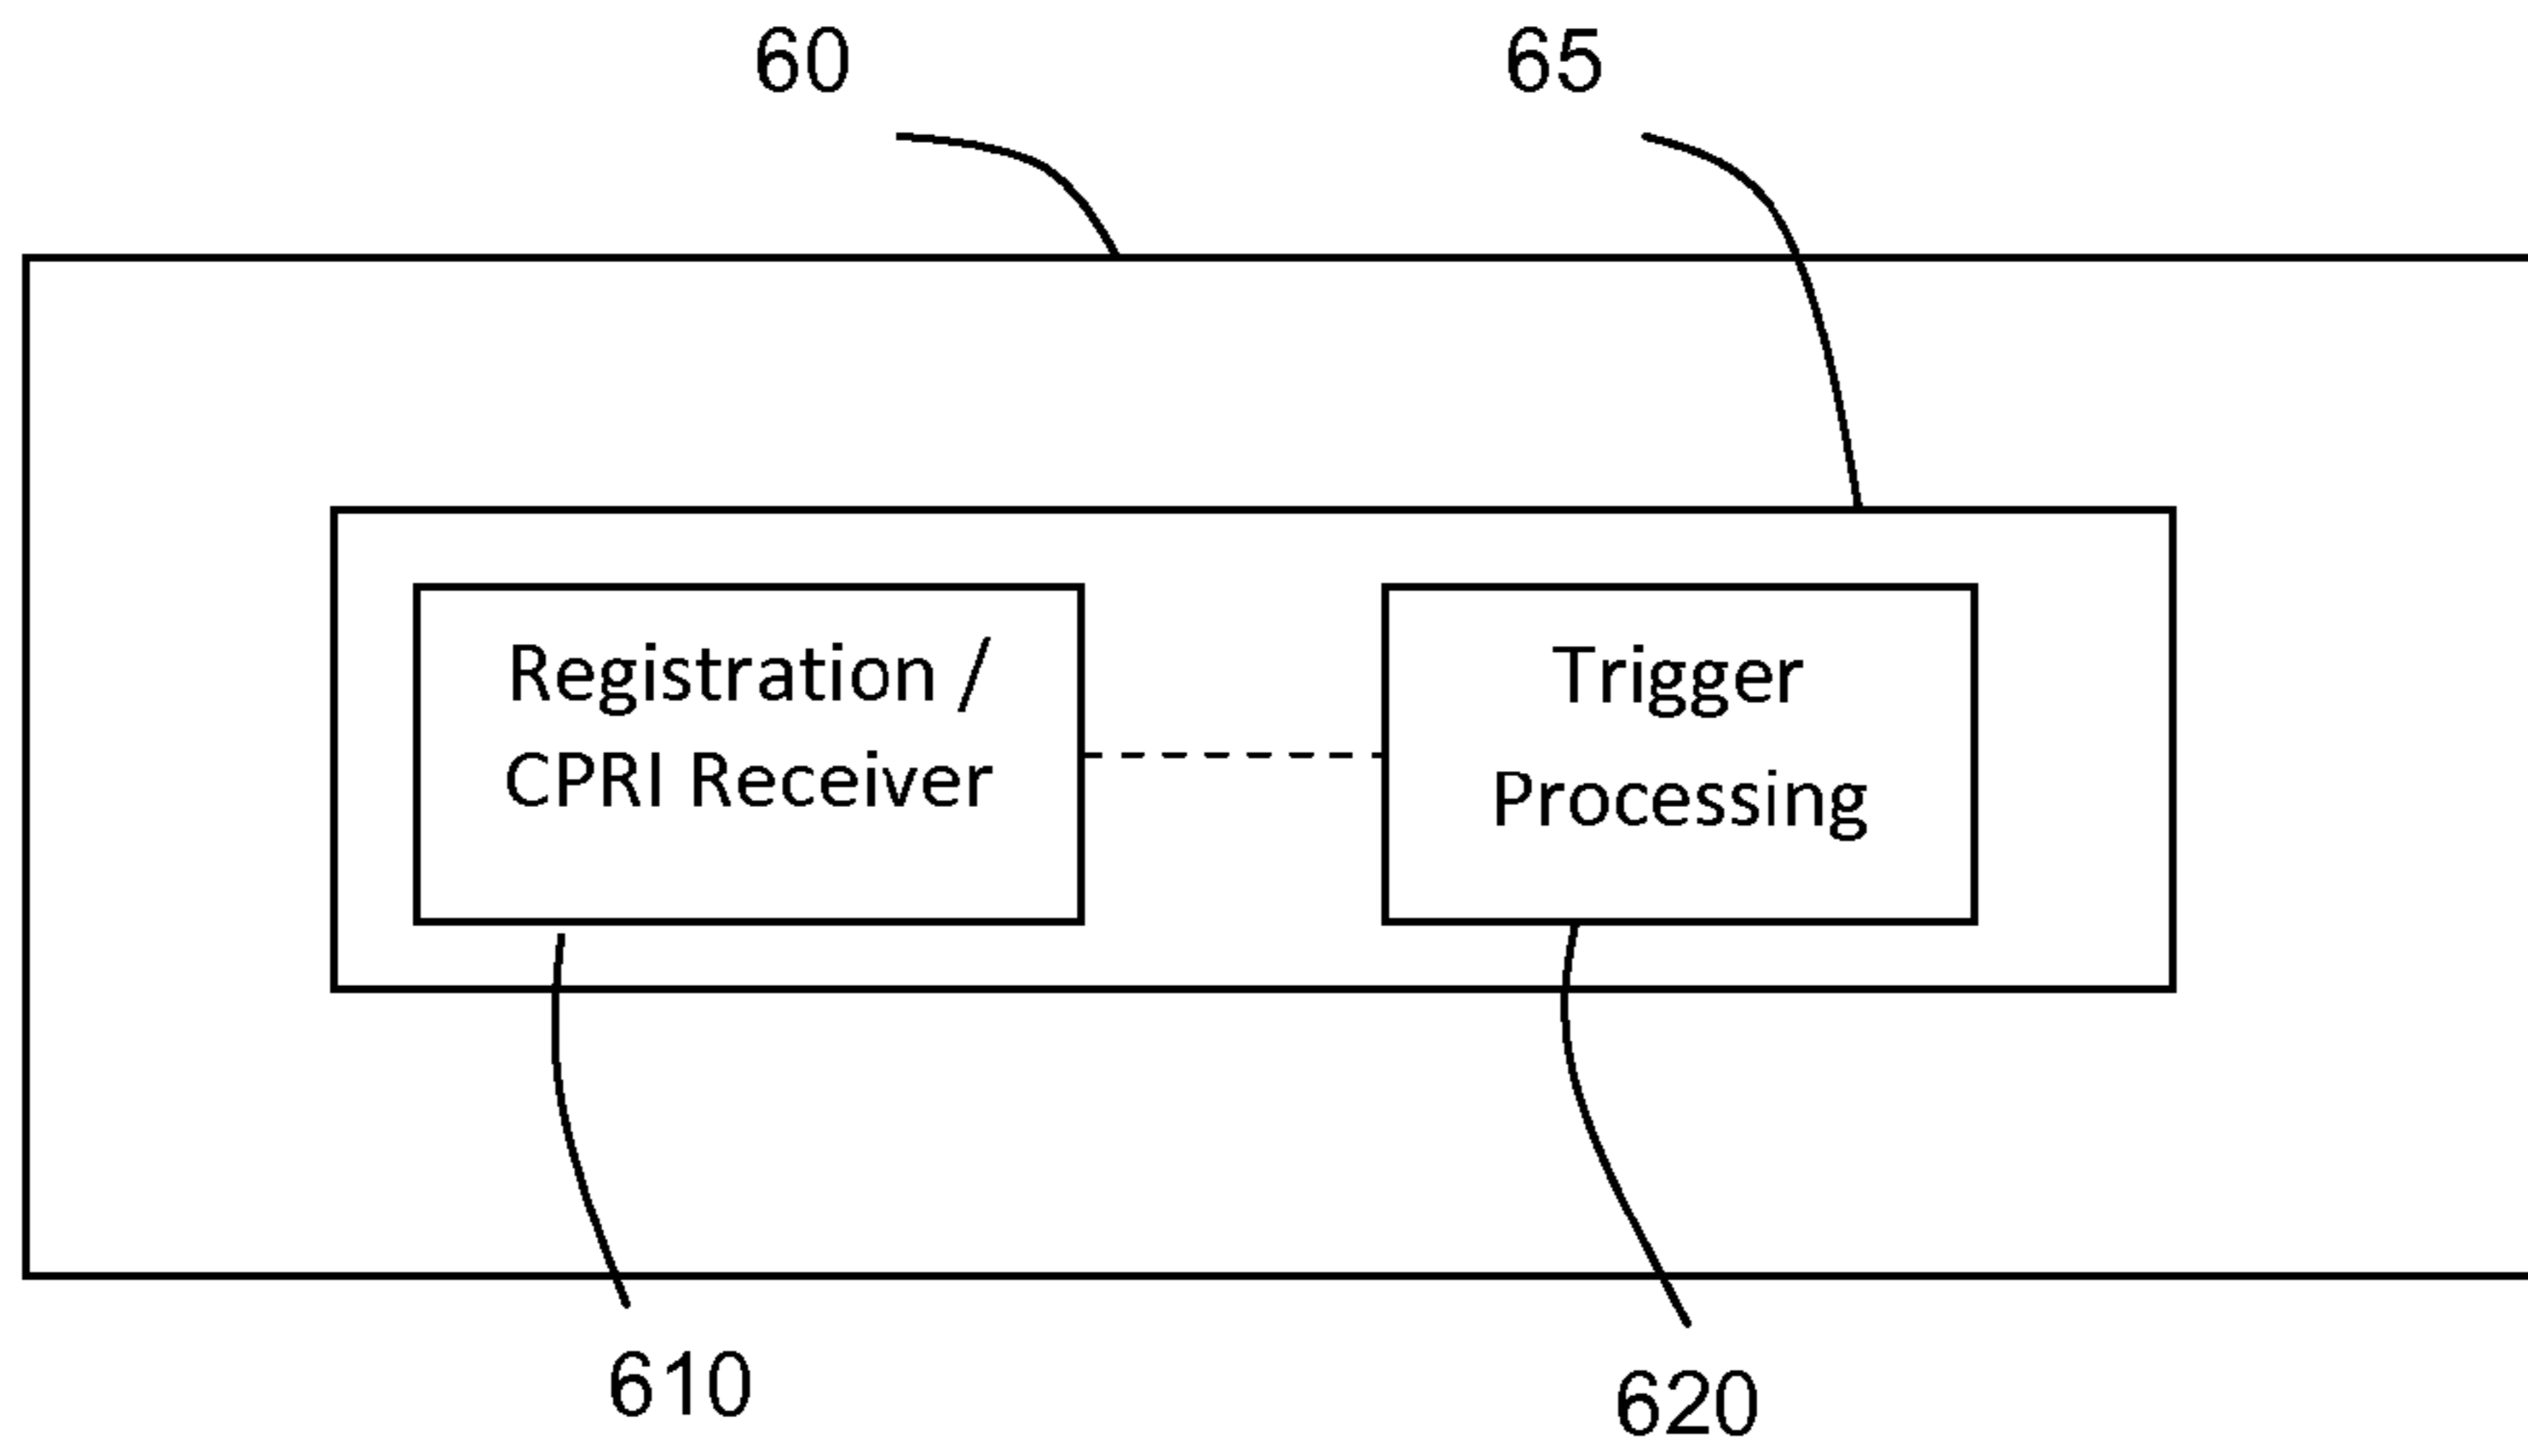 60
65
Registration /
CPRI Receiver
Trigger
Processing
610
620